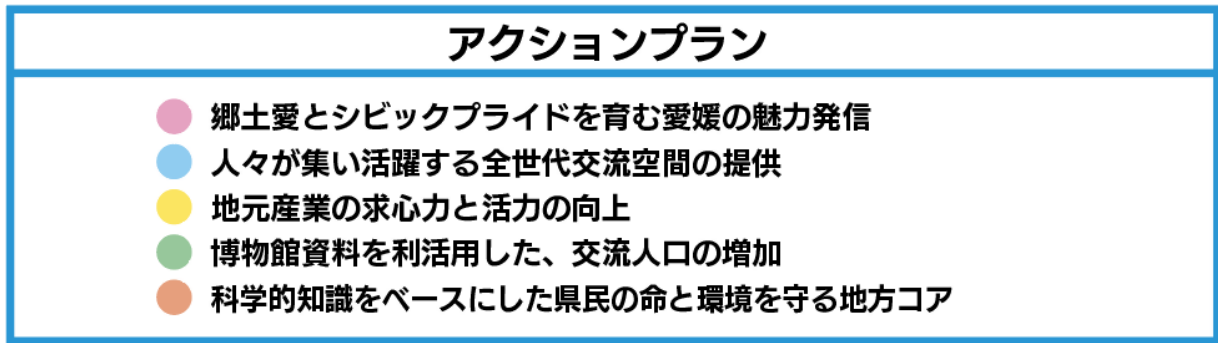 アクションプラン
郷土愛とシビックプライドを育む愛媛の魅力発信
人々が集い活躍する全世代交流空間の提供
地元産業の求心力と活力の向上
博物館資料を利活用した、交流人口の増加
科学的知識をベースにした県民の命と環境を守る地方コア